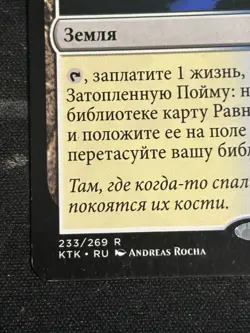 Земля
, заплатите 1 жизнь,
Затопленную Пойму: н
библиотеке карту Равн
и положите ее на поле
перетасуйте вашу биб
Там, где когда-то спал
покоятся их кости.
233/269 R
KTK • RU ANDREAS ROCHA